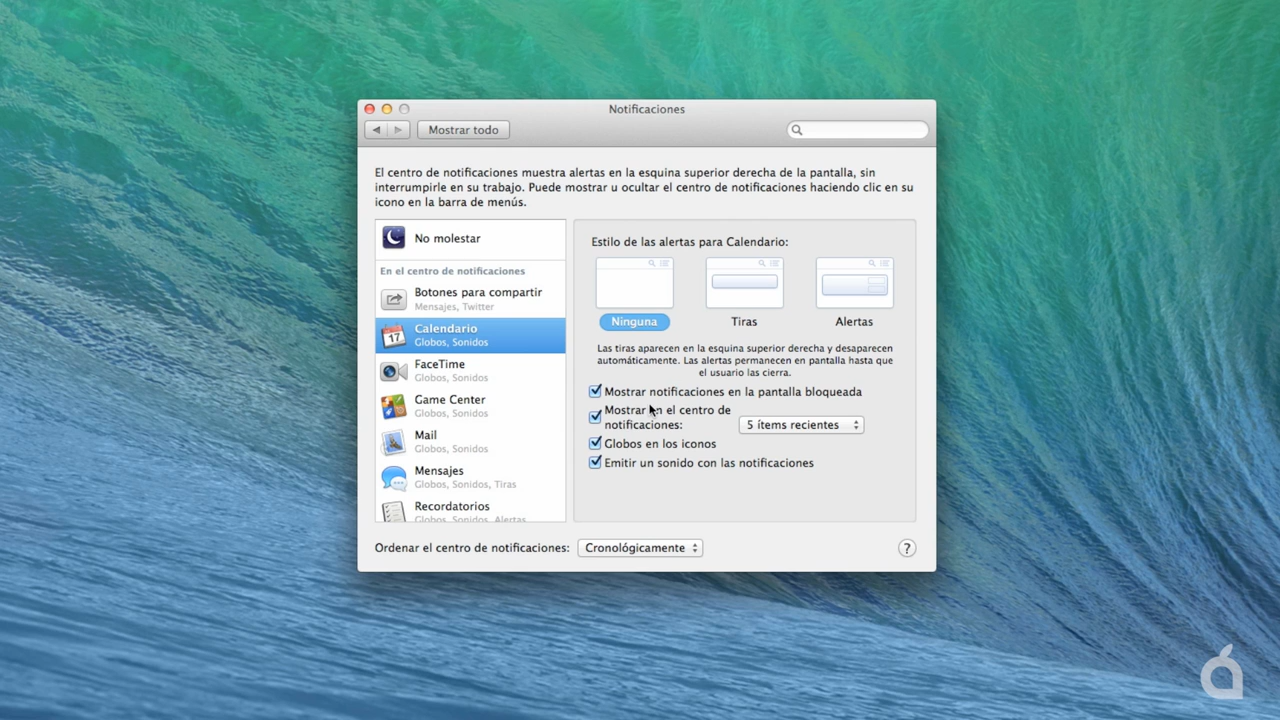 Notificaciones
Mostrar todo
El centro de notificaciones muestra alertas en la esquina superior derecha de la pantalla, sin
interrumpirle en su trabajo. Puede mostrar u ocultar el centro de notificaciones haciendo clic en su
icono en la barra de menús.
No molestar
En el centro de notificaciones
Botones para compartir
Mensajes, Twitter
17
Calendario
Globos, Sonidos
FaceTime
Globos, Sonidos
Game Center
Globos, Sonidos
Mail
Globos, Sonidos
Mensajes
Globos, Sonidos, Tiras
Recordatorios
Globos, Sonidos, Alertas
Estilo de las alertas para Calendario:
Ninguna
Tiras
Alertas
Las tiras aparecen en la esquina superior derecha y desaparecen
automáticamente. Las alertas permanecen en pantalla hasta que
el usuario las cierra.
Mostrar notificaciones en la pantalla bloqueada
Mostrar en el centro de
notificaciones:
5 ítems recientes
Globos en los iconos
Emitir un sonido con las notificaciones
Ordenar el centro de notificaciones:
Cronológicamente
?